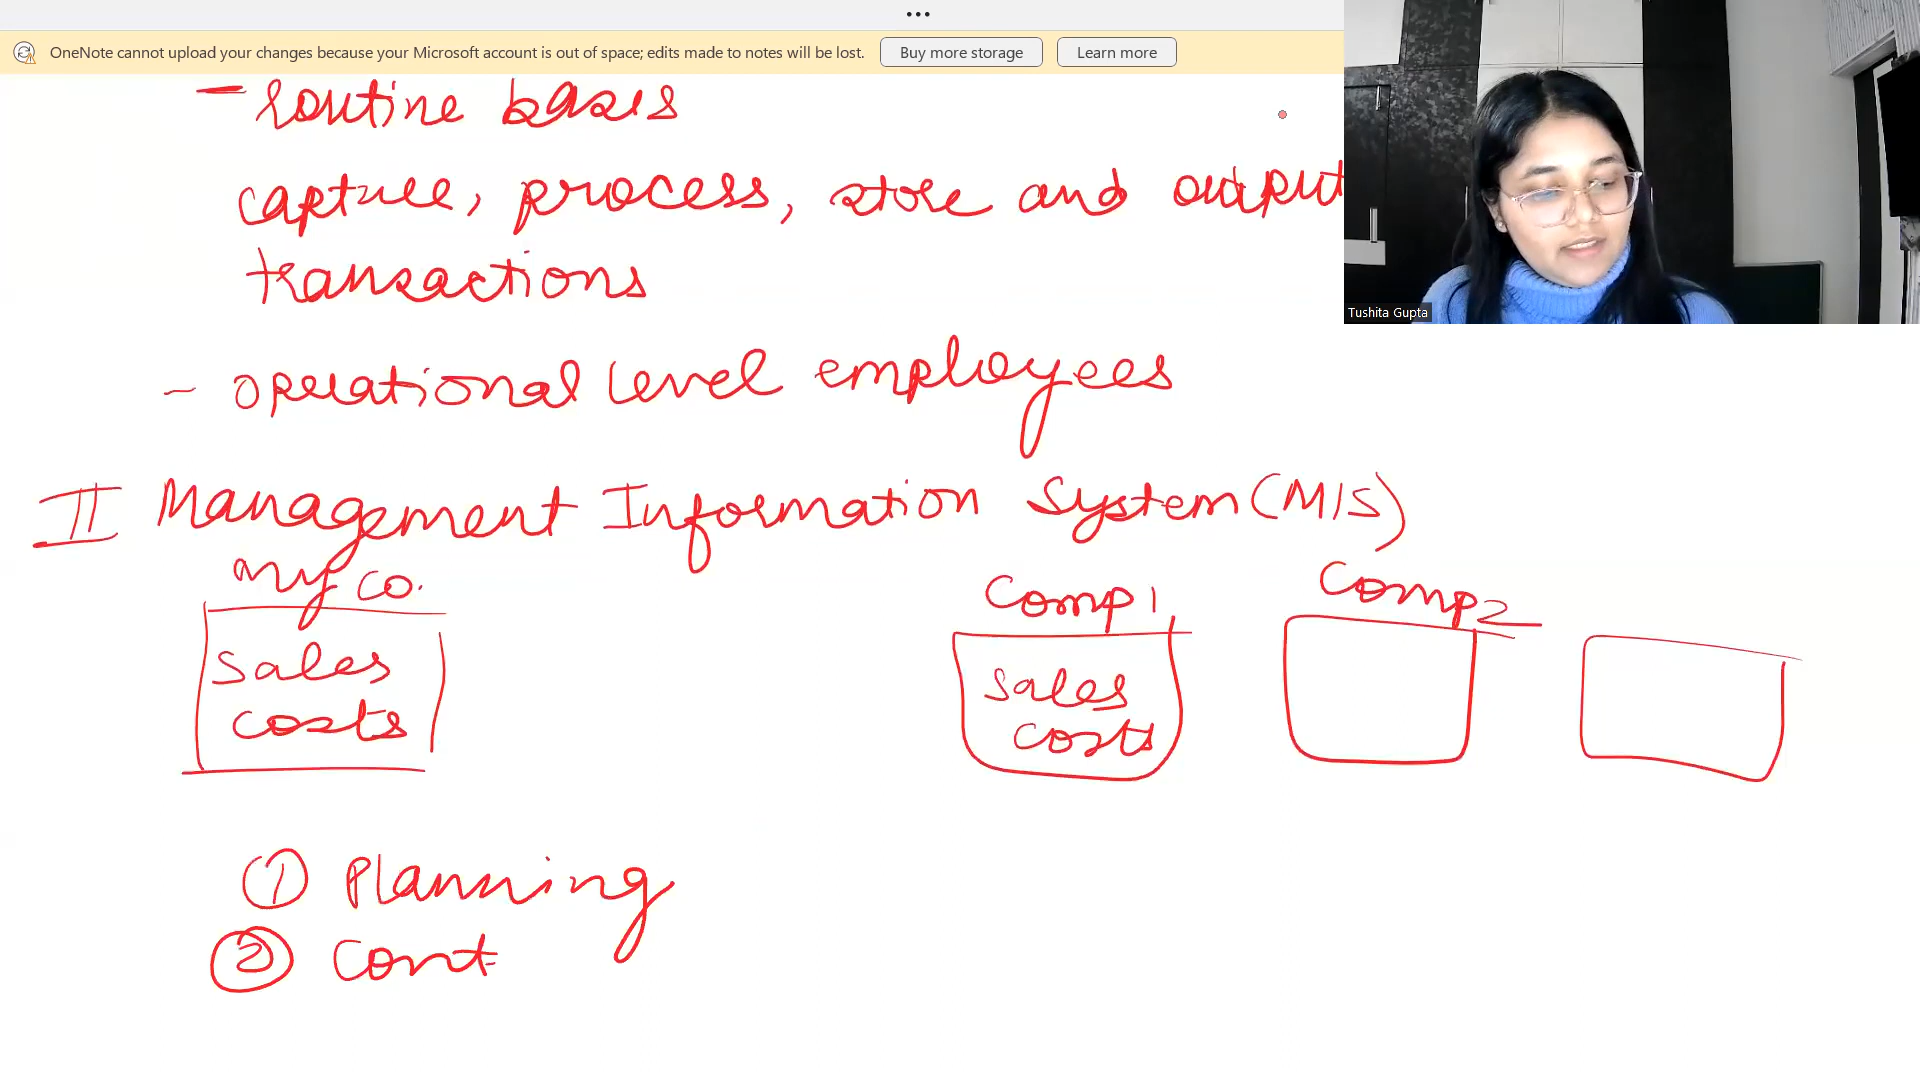 OneNote cannot upload your changes because your Microsoft account is out of space; edits made to notes will be lost. Buy more storage Learn more
- routine basis
capture, process, store and output
transactions
- operational level employees
II Management Information System (MIS)
my co.
Sales
costs
Comp 1
Sales
costs
Comp 2
① Planning
② Cont
Tushita Gupta